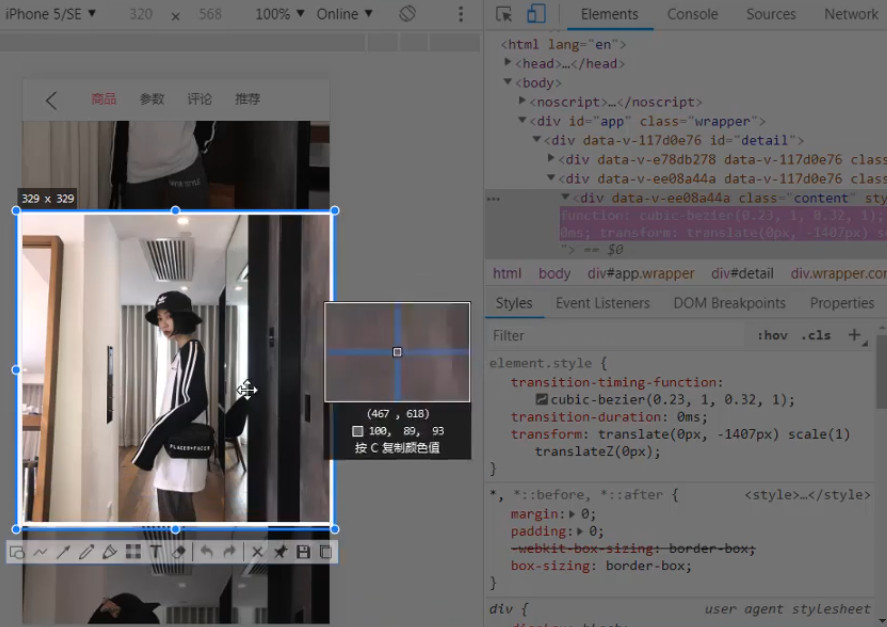 iPhone 5/SE ▼ 320 x 568 100% ▼ Online ▼
Elements Console Sources Network
<html lang="en">
▶<head>…</head>
▼<body>
▶<noscript>…</noscript>
▼<div id="app" class="wrapper">
▼<div data-v-117d0e76 id="detail">
▶<div data-v-e78db278 data-v-117d0e76 clas
▼<div data-v-ee08a44a data-v-117d0e76 clas
▼<div data-v-ee08a44a class="content" sty
function: cubic-bezier(0.23, 1, 0.32, 1);
0ms; transform: translate(0px, -1407px) s
"> == $0
html body div#app.wrapper div#detail div.wrapper.con
Styles Event Listeners DOM Breakpoints Properties
Filter :hov .cls +
element.style {
transition-timing-function:
cubic-bezier(0.23, 1, 0.32, 1);
transition-duration: 0ms;
transform: translate(0px, -1407px) scale(1)
translateZ(0px);
}
*, *::before, *::after { <style>…</style>
margin:▶ 0;
padding:▶ 0;
-webkit-box-sizing: border-box;
box-sizing: border-box;
}
div { user agent stylesheet
商品 参数 评论 推荐
329 x 329
PLACES+FACES
(467 , 618)
100, 89, 93
按 C 复制颜色值